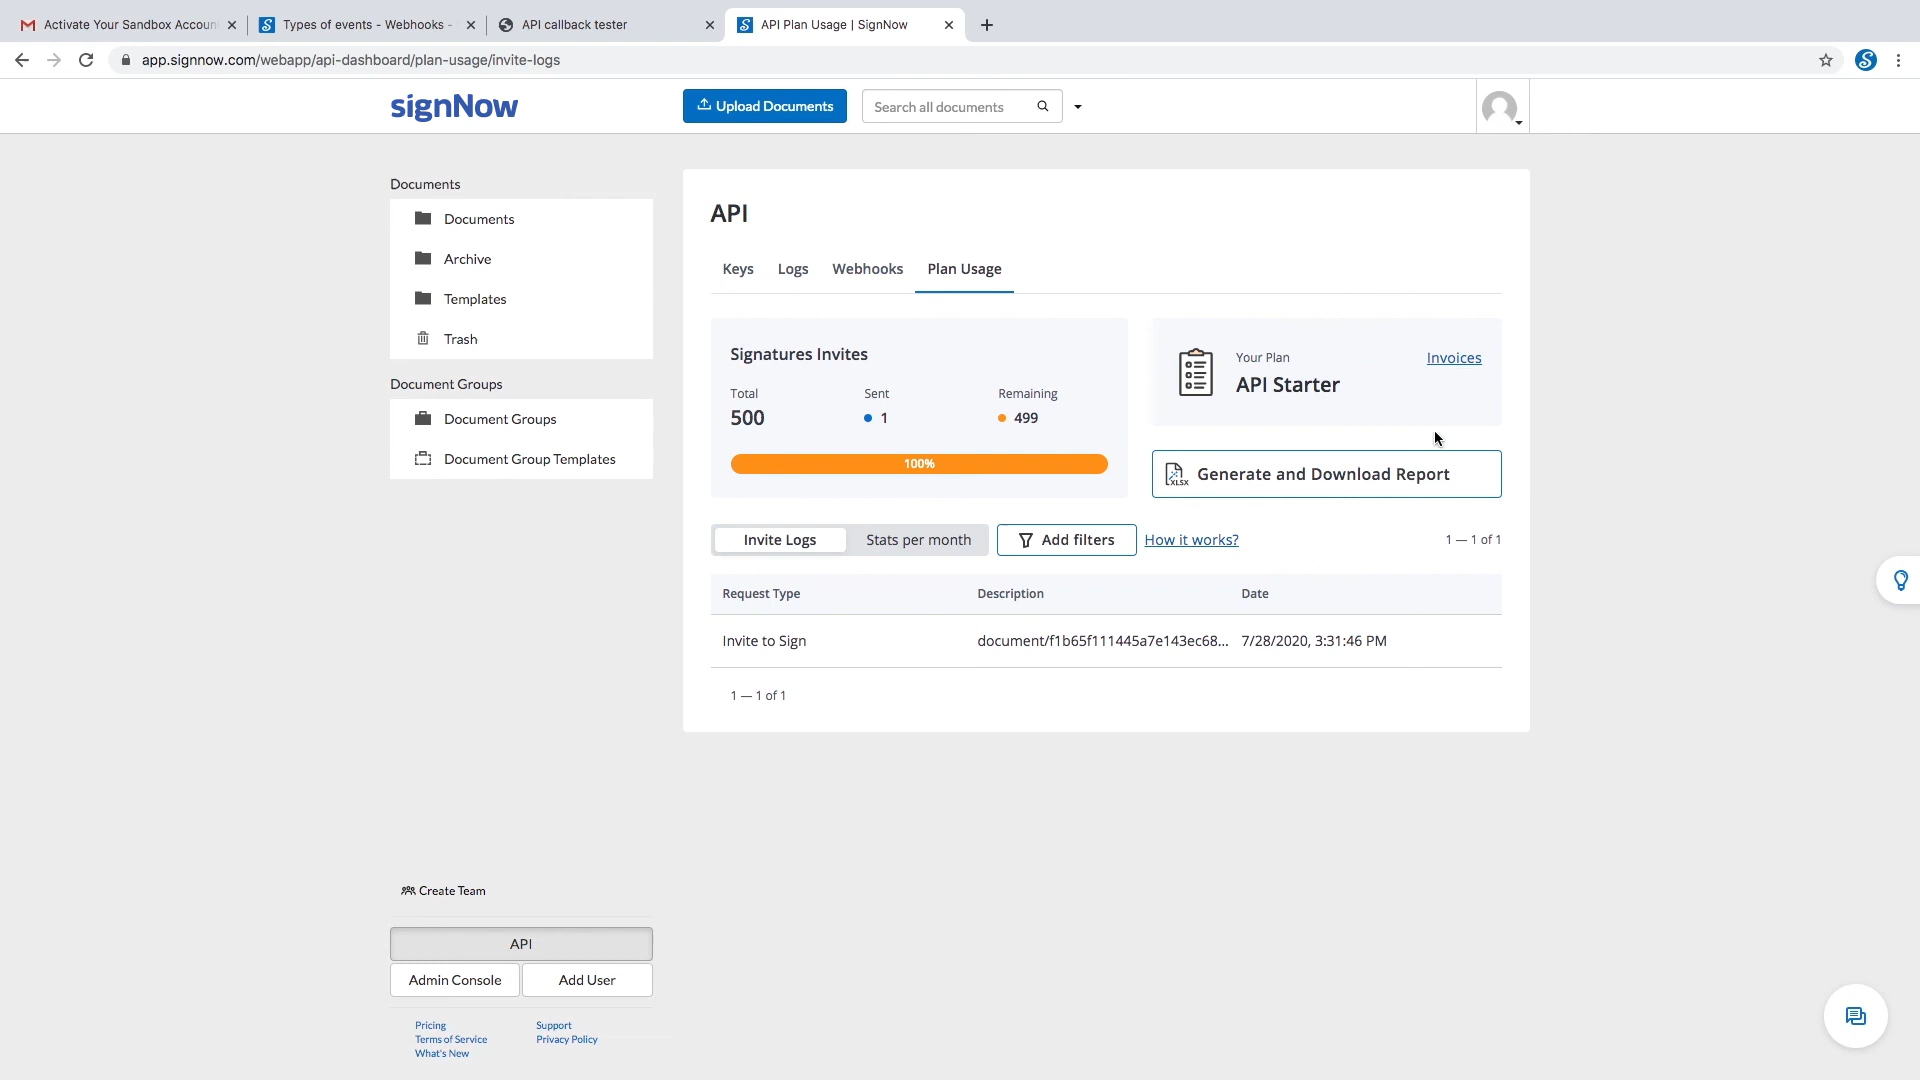 Activate Your Sandbox Accoun
Types of events - Webhooks -
API callback tester
API Plan Usage | SignNow
app.signnow.com/webapp/api-dashboard/plan-usage/invite-logs
signNow
Upload Documents
Search all documents
Documents
Documents
Archive
Templates
Trash
Document Groups
Document Groups
Document Group Templates
API
Keys Logs Webhooks Plan Usage
Signatures Invites
Total Sent Remaining
500 1 499
100%
Your Plan Invoices
API Starter
XLSX Generate and Download Report
Invite Logs Stats per month Add filters How it works? 1 — 1 of 1
Request Type Description Date
Invite to Sign document/f1b65f111445a7e143ec68... 7/28/2020, 3:31:46 PM
1 — 1 of 1
Create Team
API
Admin Console Add User
Pricing Support
Terms of Service Privacy Policy
What's New